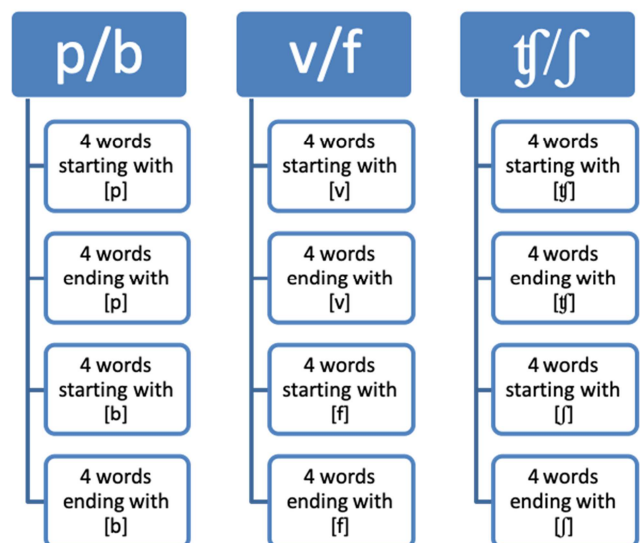 p/b
4 words
starting with
[p]
4 words
ending with
[p]
4 words
starting with
[b]
4 words
ending with
[b]
v/f
4 words
starting with
[v]
4 words
ending with
[v]
4 words
starting with
[f]
4 words
ending with
[f]
ʧ/ʃ
4 words
starting with
[ʧ]
4 words
ending with
[ʧ]
4 words
starting with
[ʃ]
4 words
ending with
[ʃ]